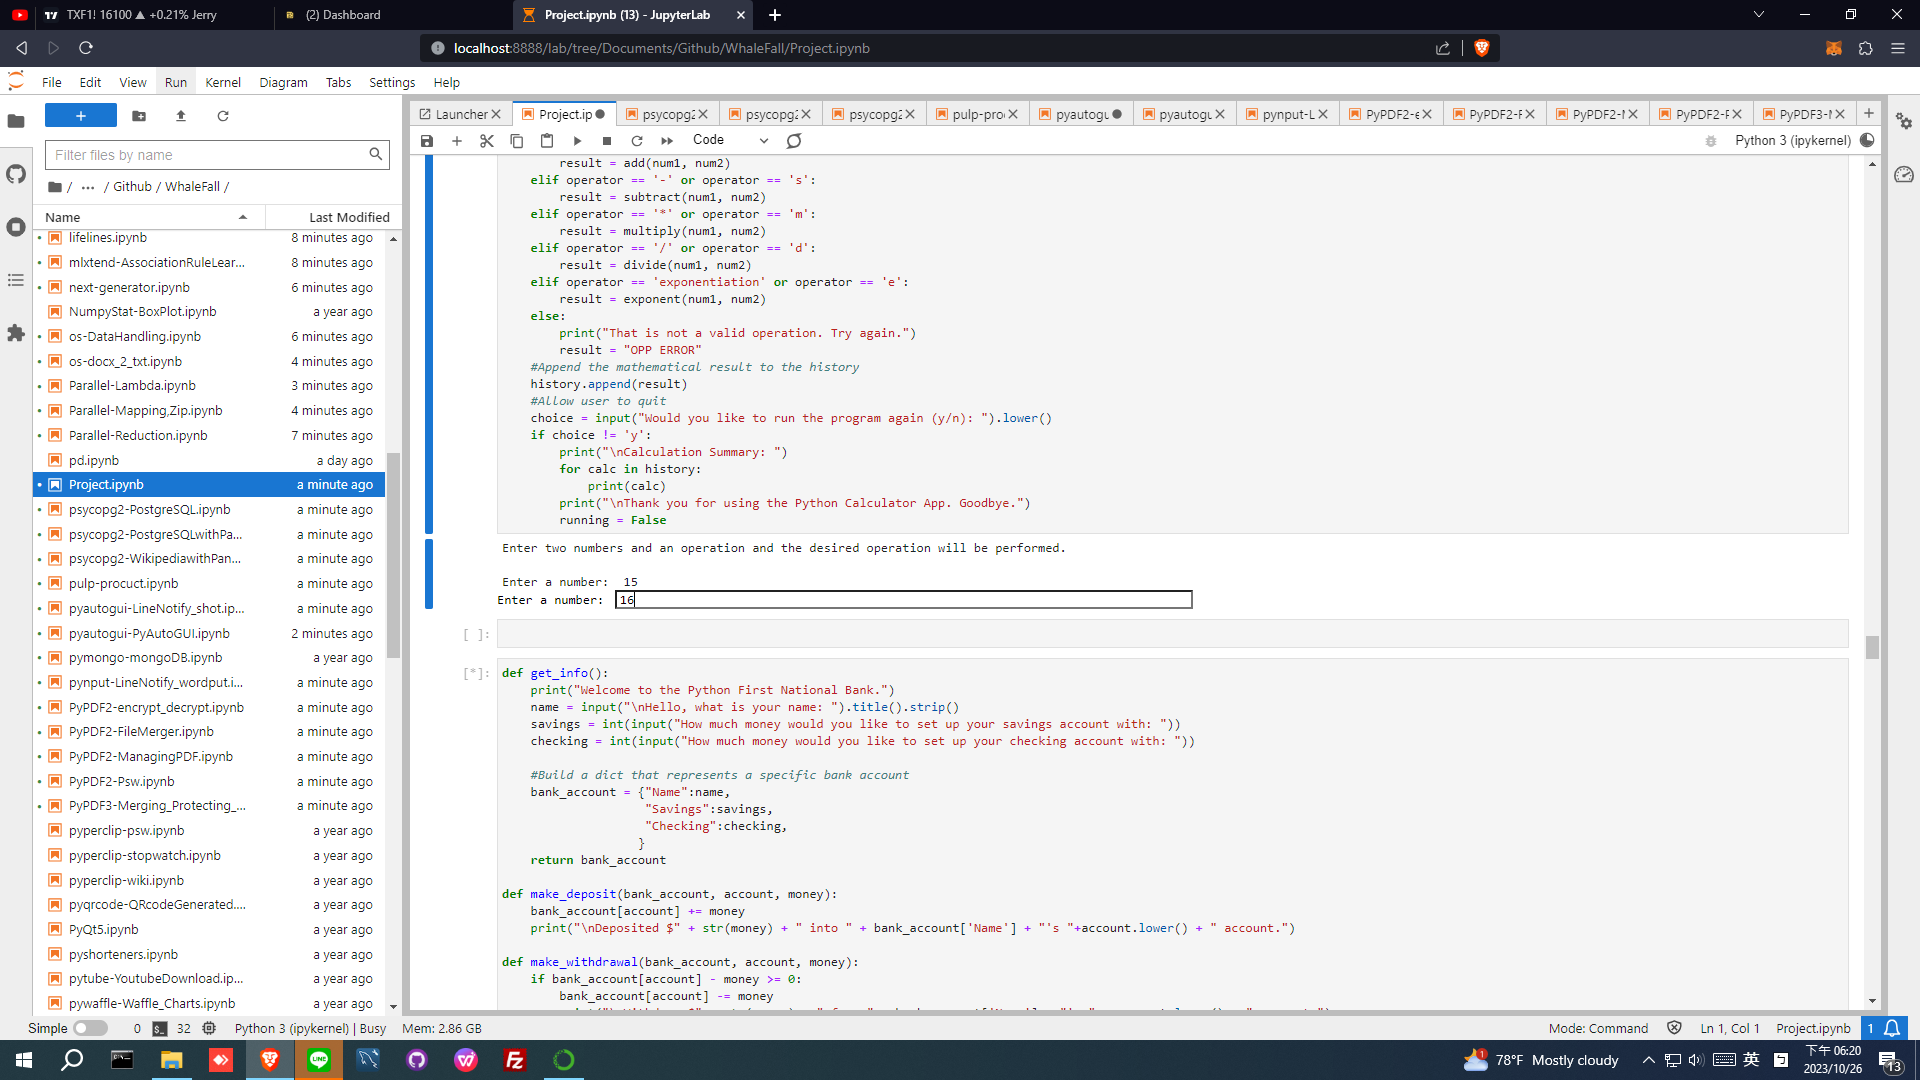 TXF1! 16100 ▲ +0.21% Jerry
(2) Dashboard
Project.ipynb (13) - JupyterLab
localhost:8888/lab/tree/Documents/Github/WhaleFall/Project.ipynb
File Edit View Run Kernel Diagram Tabs Settings Help
Launcher Project.ip psycopg2 psycopg2 psycopg2 pulp-pro pyautogu pyautogu pynput-L PyPDF2-e PyPDF2-F PyPDF2-M PyPDF2-P PyPDF3-M
Code
Python 3 (ipykernel)
Filter files by name
/ ··· / Github / WhaleFall /
Name Last Modified
lifelines.ipynb 8 minutes ago
mlxtend-AssociationRuleLear... 8 minutes ago
next-generator.ipynb 6 minutes ago
NumpyStat-BoxPlot.ipynb a year ago
os-DataHandling.ipynb 6 minutes ago
os-docx_2_txt.ipynb 4 minutes ago
Parallel-Lambda.ipynb 3 minutes ago
Parallel-Mapping,Zip.ipynb 4 minutes ago
Parallel-Reduction.ipynb 7 minutes ago
pd.ipynb a day ago
Project.ipynb a minute ago
psycopg2-PostgreSQL.ipynb a minute ago
psycopg2-PostgreSQLwithPa... a minute ago
psycopg2-WikipediawithPan... a minute ago
pulp-procuct.ipynb a minute ago
pyautogui-LineNotify_shot.ip... a minute ago
pyautogui-PyAutoGUI.ipynb 2 minutes ago
pymongo-mongoDB.ipynb a year ago
pynput-LineNotify_wordput.i... a minute ago
PyPDF2-encrypt_decrypt.ipynb a minute ago
PyPDF2-FileMerger.ipynb a minute ago
PyPDF2-ManagingPDF.ipynb a minute ago
PyPDF2-Psw.ipynb a minute ago
PyPDF3-Merging_Protecting_... a minute ago
pyperclip-psw.ipynb a year ago
pyperclip-stopwatch.ipynb a year ago
pyperclip-wiki.ipynb a year ago
pyqrcode-QRcodeGenerated.... a year ago
PyQt5.ipynb a year ago
pyshorteners.ipynb a year ago
pytube-YoutubeDownload.ip... a year ago
pywaffle-Waffle_Charts.ipynb a year ago
result = add(num1, num2)
elif operator == '-' or operator == 's':
result = subtract(num1, num2)
elif operator == '*' or operator == 'm':
result = multiply(num1, num2)
elif operator == '/' or operator == 'd':
result = divide(num1, num2)
elif operator == 'exponentiation' or operator == 'e':
result = exponent(num1, num2)
else:
print("That is not a valid operation. Try again.")
result = "OPP ERROR"
#Append the mathematical result to the history
history.append(result)
#Allow user to quit
choice = input("Would you like to run the program again (y/n): ").lower()
if choice != 'y':
print("\nCalculation Summary: ")
for calc in history:
print(calc)
print("\nThank you for using the Python Calculator App. Goodbye.")
running = False
Enter two numbers and an operation and the desired operation will be performed.
Enter a number: 15
Enter a number: 16
[ ]:
[*]:
def get_info():
print("Welcome to the Python First National Bank.")
name = input("\nHello, what is your name: ").title().strip()
savings = int(input("How much money would you like to set up your savings account with: "))
checking = int(input("How much money would you like to set up your checking account with: "))
#Build a dict that represents a specific bank account
bank_account = {"Name":name,
"Savings":savings,
"Checking":checking,
}
return bank_account
def make_deposit(bank_account, account, money):
bank_account[account] += money
print("\nDeposited $" + str(money) + " into " + bank_account['Name'] + "'s "+account.lower() + " account.")
def make_withdrawal(bank_account, account, money):
if bank_account[account] - money >= 0:
bank_account[account] -= money
Simple 0 32 Python 3 (ipykernel) | Busy Mem: 2.86 GB
Mode: Command Ln 1, Col 1 Project.ipynb 1
78°F Mostly cloudy
英
下午 06:20
2023/10/26
13